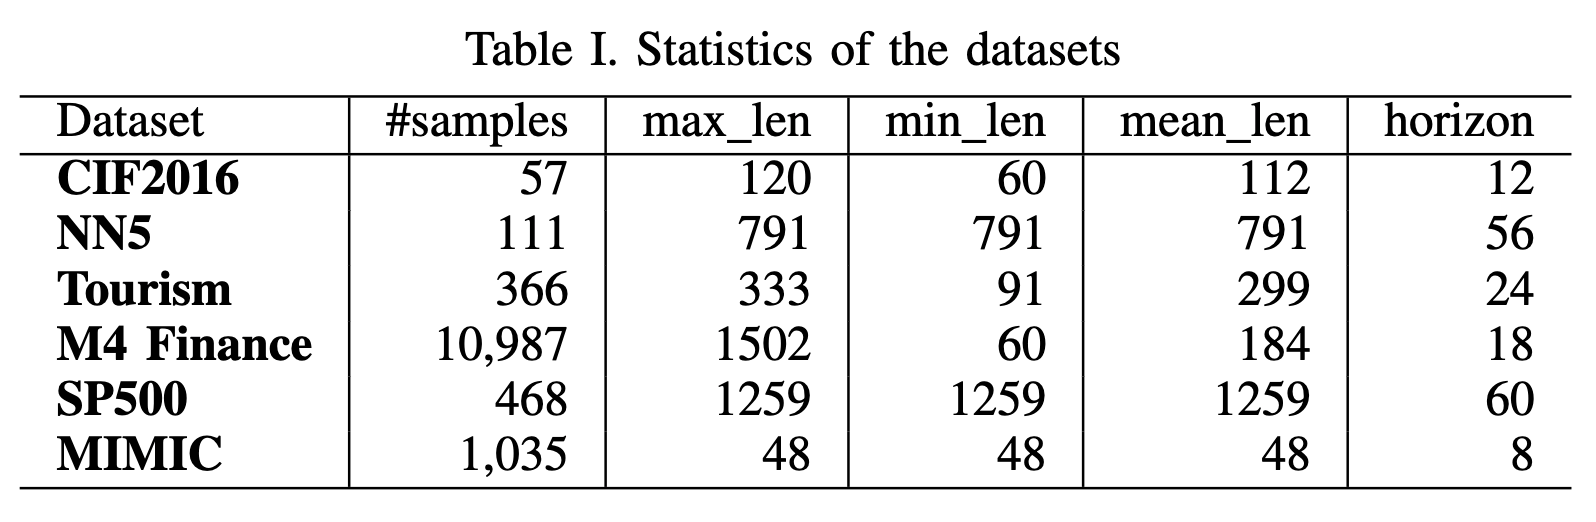 Table I. Statistics of the datasets
Dataset #samples max_len min_len mean_len horizon
CIF2016 57 120 60 112 12
NN5 111 791 791 791 56
Tourism 366 333 91 299 24
M4 Finance 10,987 1502 60 184 18
SP500 468 1259 1259 1259 60
MIMIC 1,035 48 48 48 8